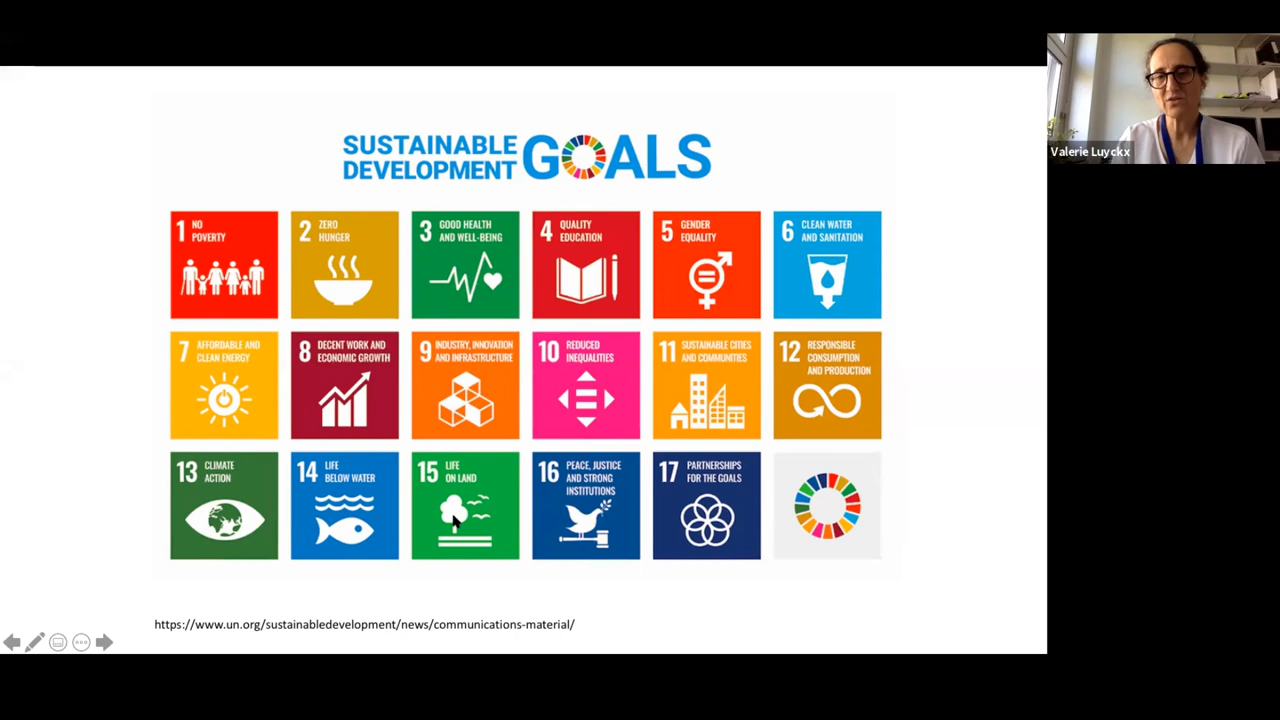 SUSTAINABLE
DEVELOPMENT
GOALS
1 NO
POVERTY
2 ZERO
HUNGER
3 GOOD HEALTH
AND WELL-BEING
4 QUALITY
EDUCATION
5 GENDER
EQUALITY
6 CLEAN WATER
AND SANITATION
7 AFFORDABLE AND
CLEAN ENERGY
8 DECENT WORK AND
ECONOMIC GROWTH
9 INDUSTRY, INNOVATION
AND INFRASTRUCTURE
10 REDUCED
INEQUALITIES
11 SUSTAINABLE CITIES
AND COMMUNITIES
12 RESPONSIBLE
CONSUMPTION
AND PRODUCTION
13 CLIMATE
ACTION
14 LIFE
BELOW WATER
15 LIFE
ON LAND
16 PEACE, JUSTICE
AND STRONG
INSTITUTIONS
17 PARTNERSHIPS
FOR THE GOALS
https://www.un.org/sustainabledevelopment/news/communications-material/
Valerie Luyckx